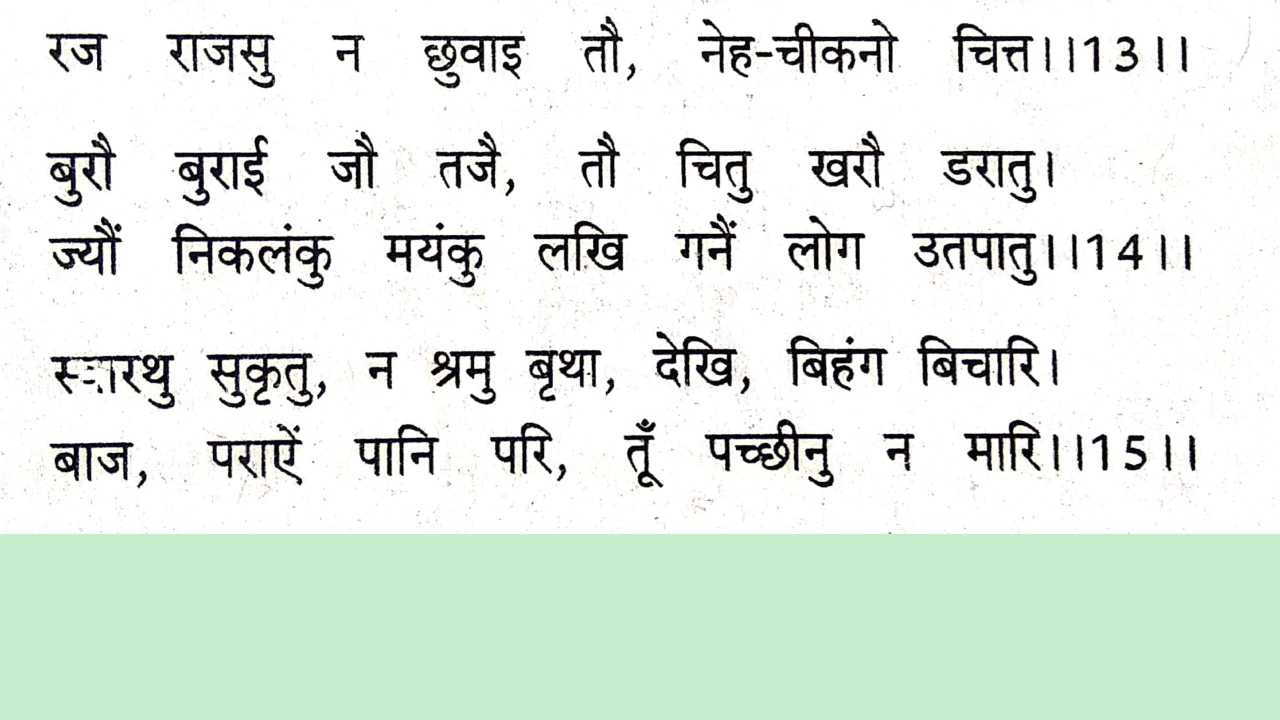 रज राजसु न छुवाइ तौ, नेह-चीकनो चित्त।।13।।
बुरौ बुराई जौ तजै, तौ चितु खरौ डरातु।
ज्यौं निकलंकु मयंकु लखि गनैं लोग उतपातु।।14।।
सुकृतु, न श्रमु बृथा, देखि, बिहंग बिचारि।
बाज, पराऐं पानि परि, तूँ पच्छीनु न मारि।।15।।